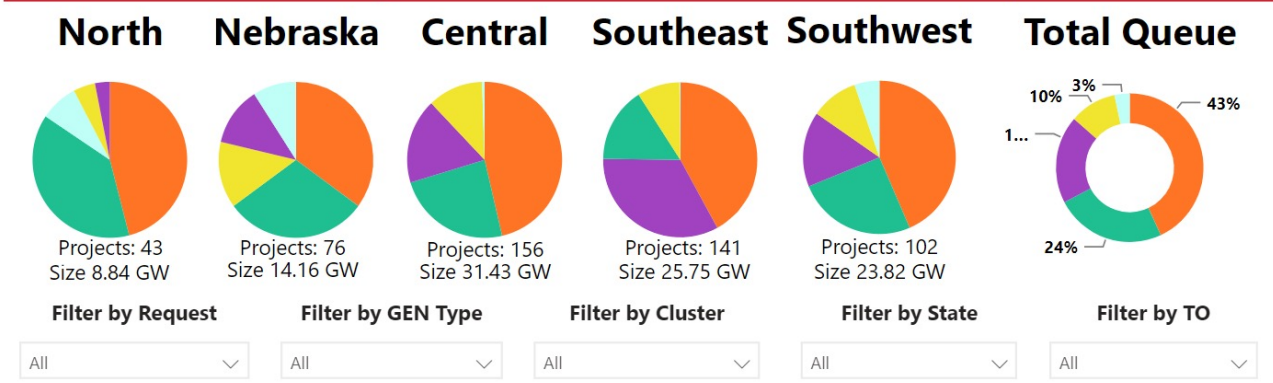 North Nebraska Central Southeast Southwest Total Queue
3%
10%
43%
1...
24%
Projects: 43
Size 8.84 GW
Projects: 76
Size 14.16 GW
Projects: 156
Size 31.43 GW
Projects: 141
Size 25.75 GW
Projects: 102
Size 23.82 GW
Filter by Request Filter by GEN Type Filter by Cluster Filter by State Filter by TO
All All All All All